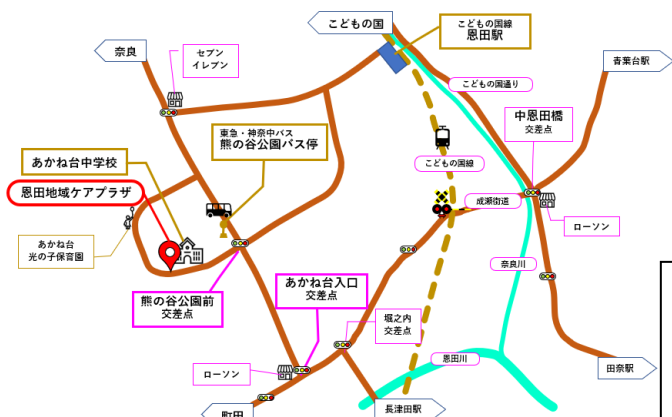 こどもの国
こどもの国線
恩田駅
奈良
セブン
イレブン
青葉台駅
こどもの国通り
中恩田橋
交差点
東急・神奈中バス
熊の谷公園バス停
あかね台中学校
こどもの国線
恩田地域ケアプラザ
成瀬街道
ローソン
あかね台
光の子保育園
奈良川
熊の谷公園前
交差点
あかね台入口
交差点
堀之内
交差点
恩田川
ローソン
田奈駅
長津田駅
町田